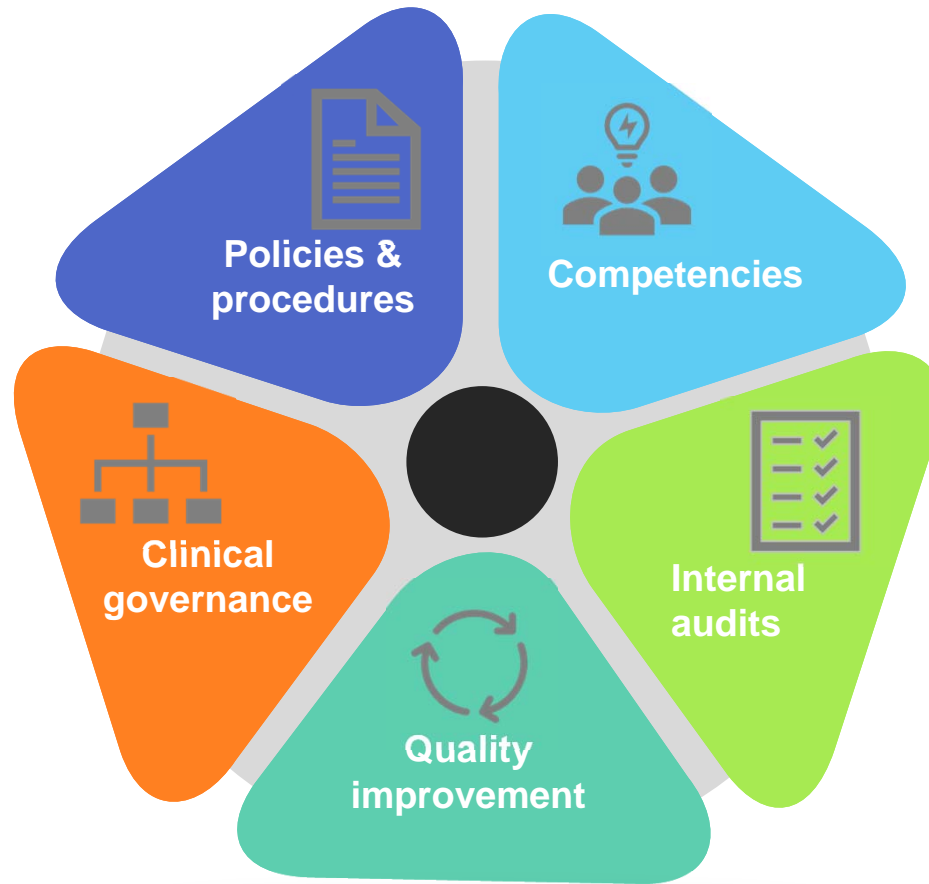 Policies &
procedures
Competencies
Clinical
governance
Internal
audits
Quality
improvement